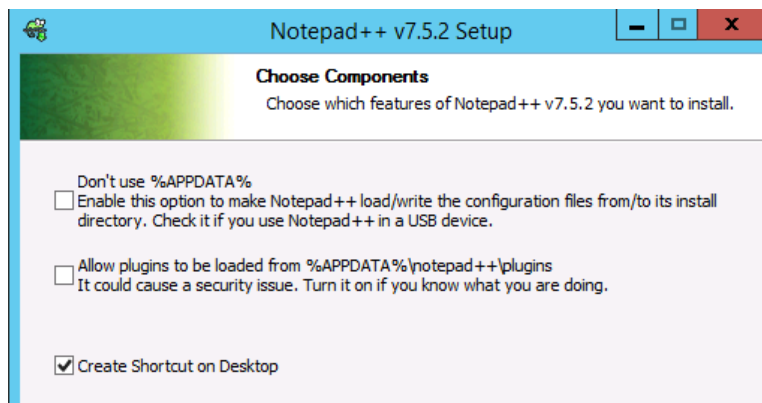 Notepad++ v7.5.2 Setup
Choose Components
Choose which features of Notepad++ v7.5.2 you want to install.
Don't use %APPDATA%
Enable this option to make Notepad++ load/write the configuration files from/to its install
directory. Check it if you use Notepad++ in a USB device.
Allow plugins to be loaded from %APPDATA%\notepad++\plugins
It could cause a security issue. Turn it on if you know what you are doing.
Create Shortcut on Desktop